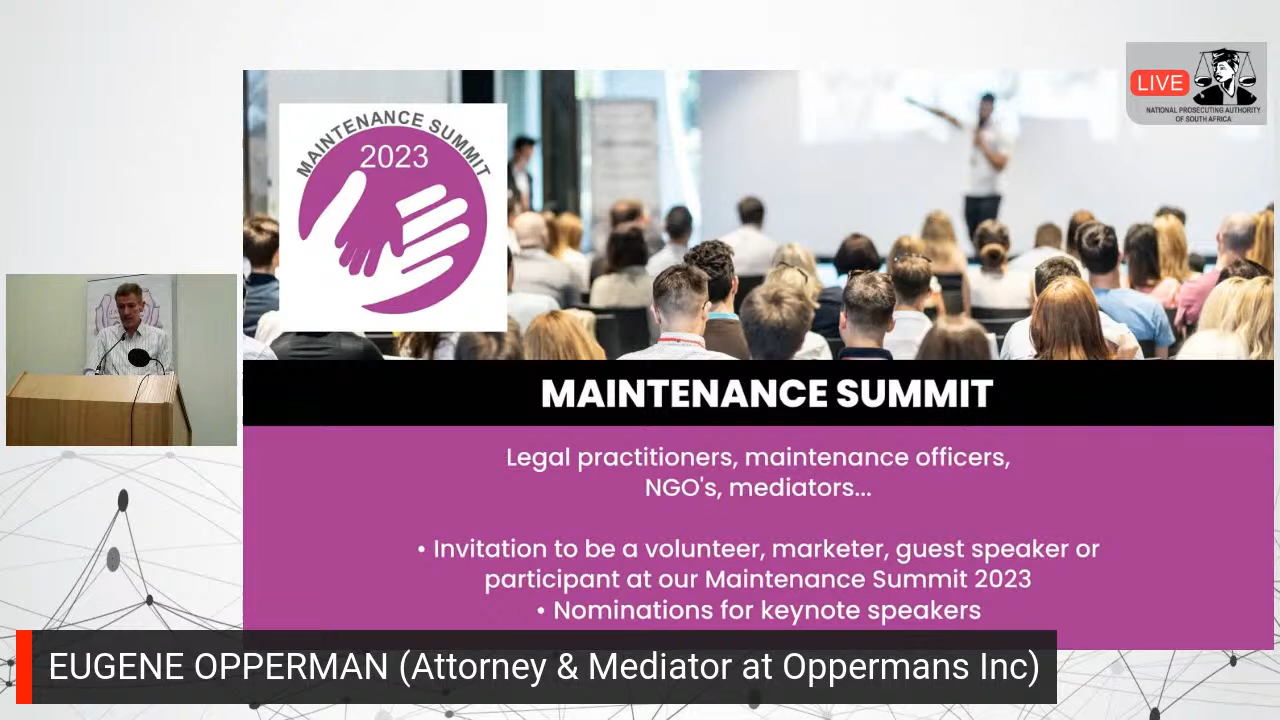 LIVE
NATIONAL PROSECUTING AUTHORITY
OF SOUTH AFRICA
MAINTENANCE SUMMIT
2023
MAINTENANCE SUMMIT
Legal practitioners, maintenance officers,
NGO's, mediators...
• Invitation to be a volunteer, marketer, guest speaker or
participant at our Maintenance Summit 2023
• Nominations for keynote speakers
EUGENE OPPERMAN (Attorney & Mediator at Oppermans Inc)